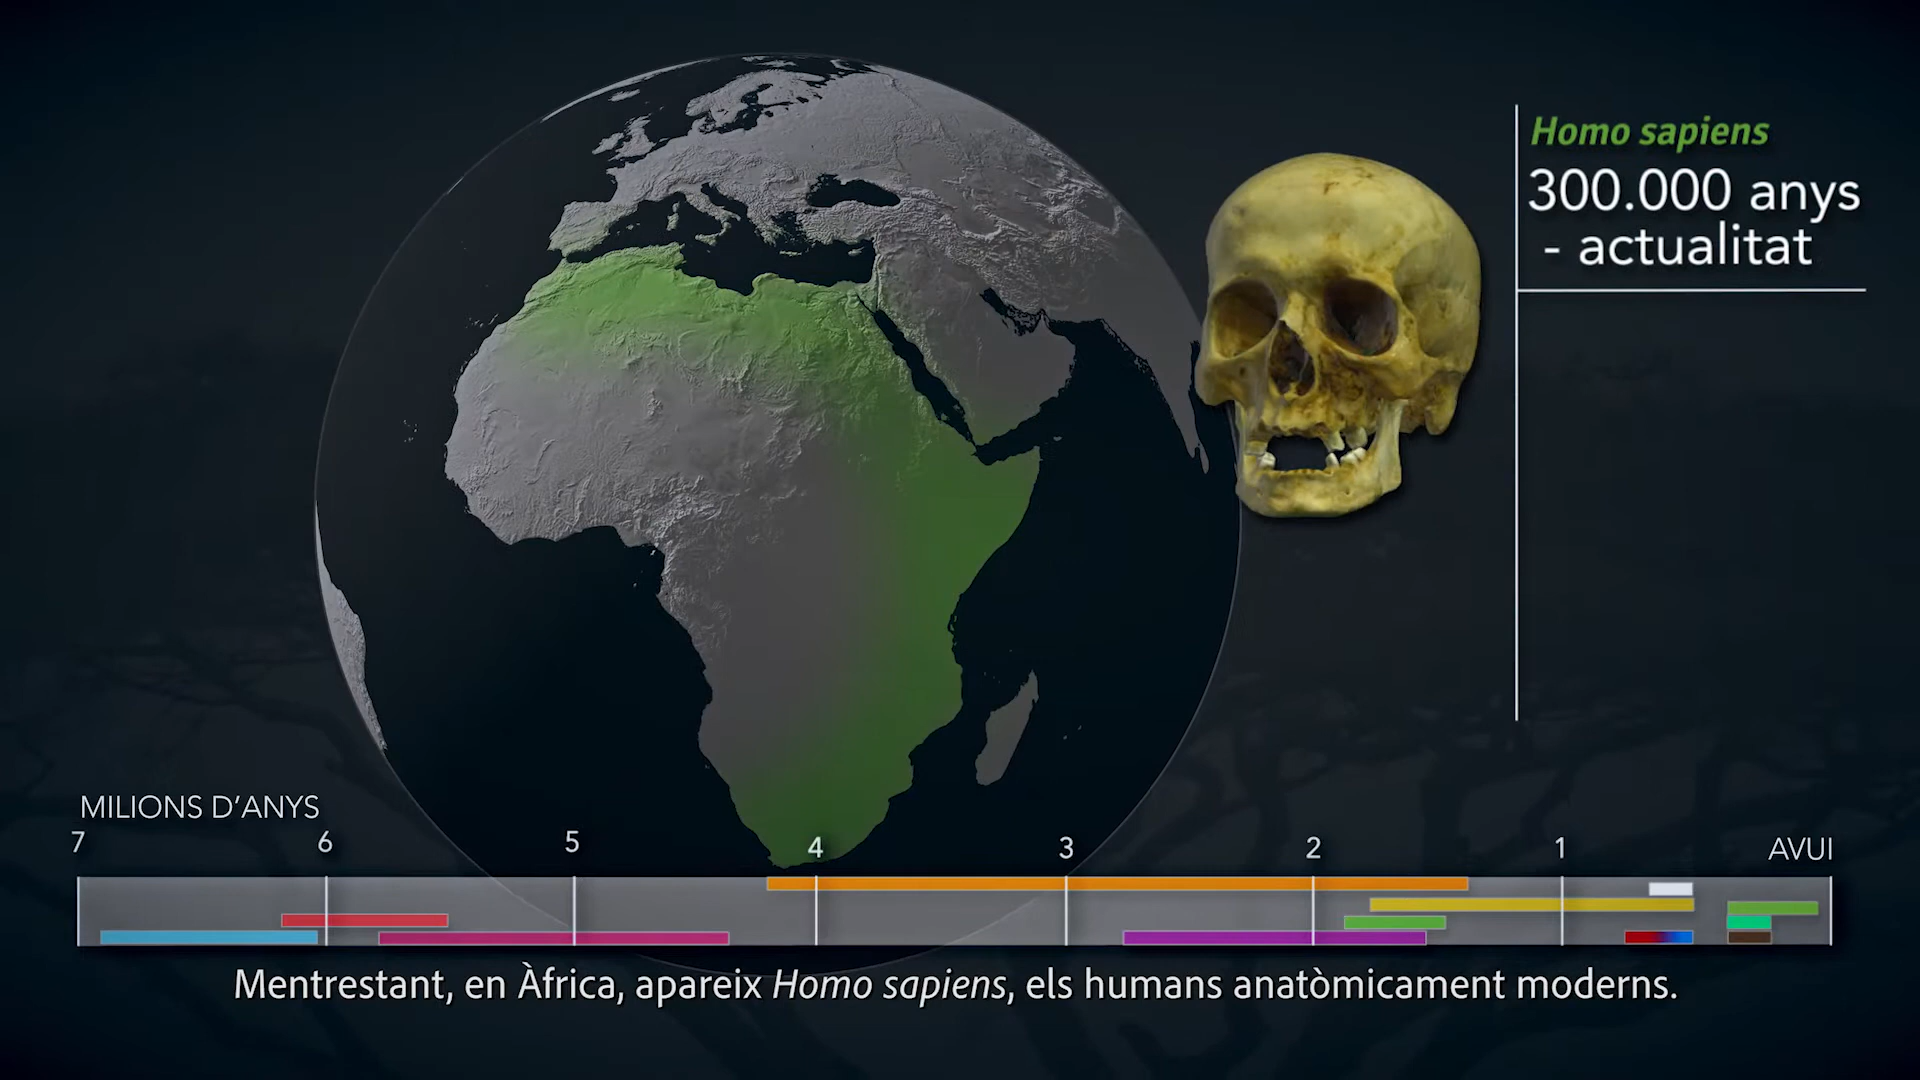 Homo sapiens
300.000 anys
- actualitat
MILIONS D’ANYS
7 6 5 4 3 2 1 AVUI
Mentrestant, en Àfrica, apareix Homo sapiens, els humans anatòmicament moderns.